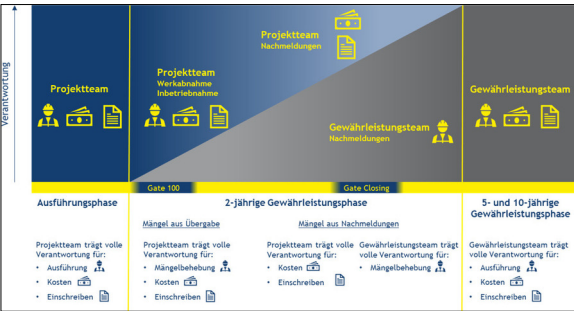 Verantwortung
Projektteam
Projektteam
Werkabnahme
Inbetriebnahme
Projektteam
Nachmeldungen
Gewährleistungsteam
Nachmeldungen
Gewährleistungsteam
Gate 100
Gate Closing
Ausführungsphase
2-jährige Gewährleistungsphase
5- und 10-jährige
Gewährleistungsphase
Mängel aus Übergabe
Mängel aus Nachmeldungen
Projektteam trägt volle
Verantwortung für:
• Ausführung
• Kosten
• Einschreiben
Projektteam trägt volle
Verantwortung für:
• Mängelbehebung
• Kosten
• Einschreiben
Projektteam trägt volle
Verantwortung für:
• Kosten
• Einschreiben
Gewährleistungsteam trägt
volle Verantwortung für:
• Mängelbehebung
Gewährleistungsteam trägt
volle Verantwortung für:
• Ausführung
• Kosten
• Einschreiben